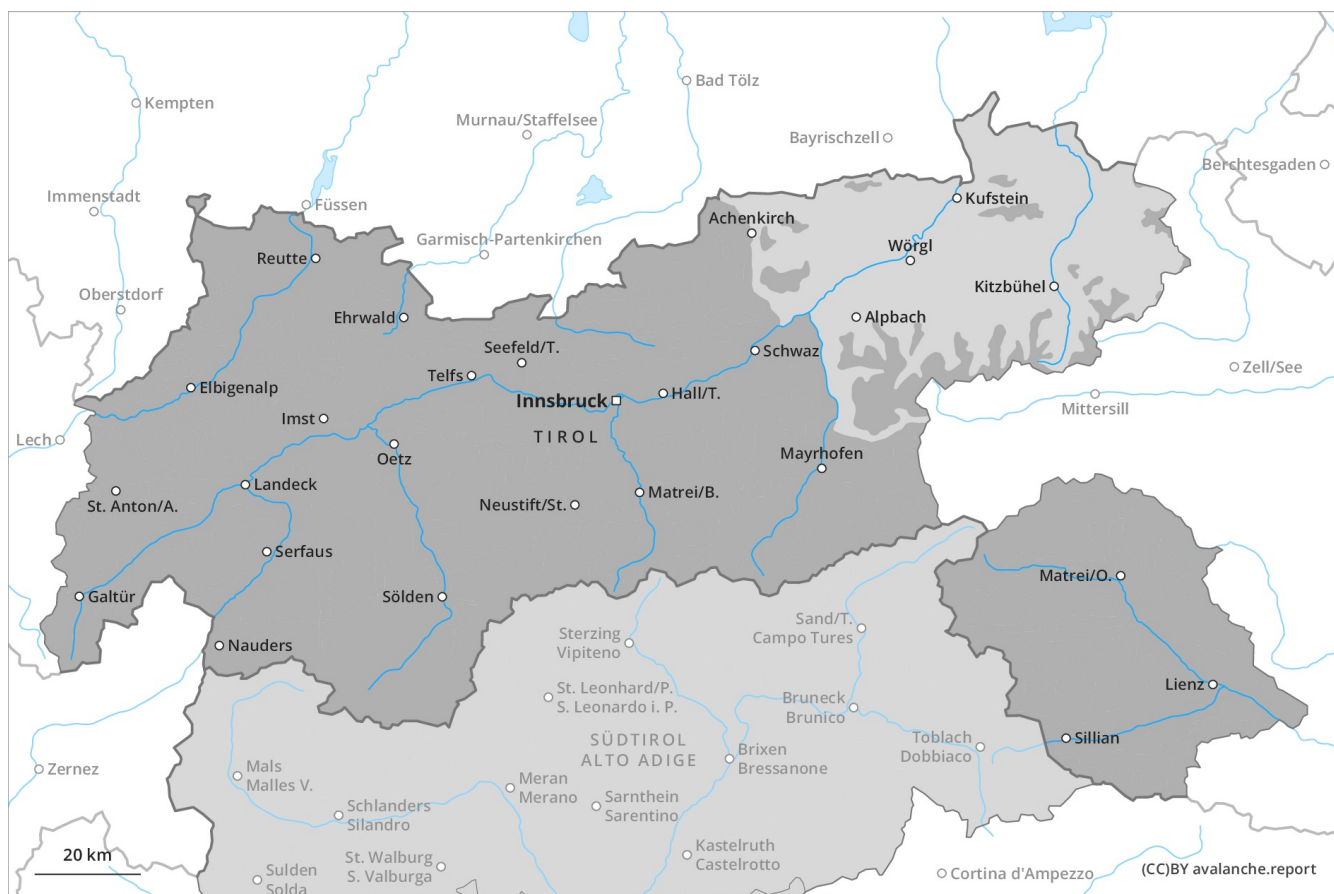 Bad Tölz
Kempten
Murnau/Staffelsee
Bayrischzell
Berchtesgaden
Immenstadt
Füssen
Kufstein
Achenkirch
Garmisch-Partenkirchen
Wörgl
Reutte
Oberstdorf
Kitzbühel
Ehrwald
Alpbach
Seefeld/T.
Schwaz
Zell/See
Telfs
Elbigenalp
Innsbruck
Hall/T.
Mittersill
Imst
TIROL
Lech
Oetz
Mayrhofen
Landeck
St. Anton/A.
Neustift/St.
Matrei/B.
Serfaus
Matrei/O.
Galtür
Sölden
Sand/T.
Campo Tures
Sterzing
Vipiteno
Nauders
Lienz
St. Leonhard/P.
S. Leonardo i. P.
Bruneck
Brunico
SÜDTIROL
ALTO ADIGE
Toblach
Dobbiaco
Sillian
Brixen
Bressanone
Zernez
Mals
Malles V.
Meran
Merano
Sarnthein
Sarentino
Schlanders
Silandro
Kastelruth
Castelrotto
20 km
St. Walburg
S. Valburga
Sulden
Solda
Cortina d'Ampezzo
(CC)BY avalanche.report